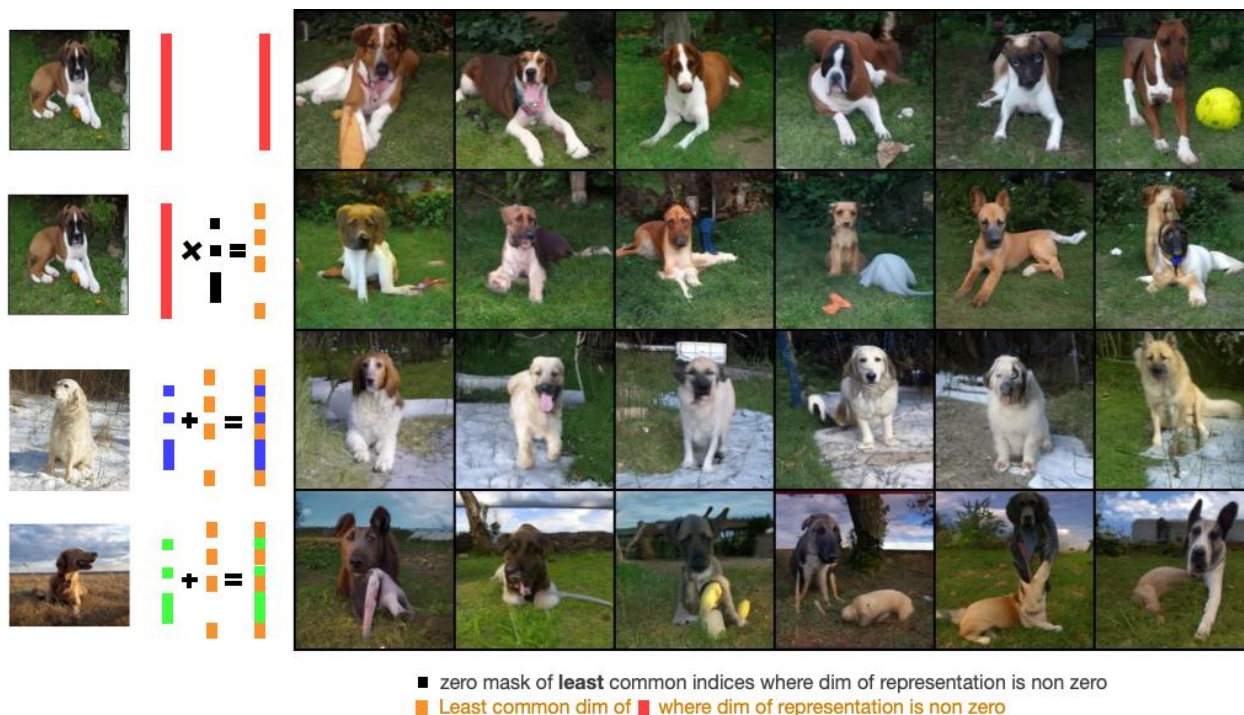 zero mask of least common indices where dim of representation is non zero
Least common dim of where dim of representation is non zero